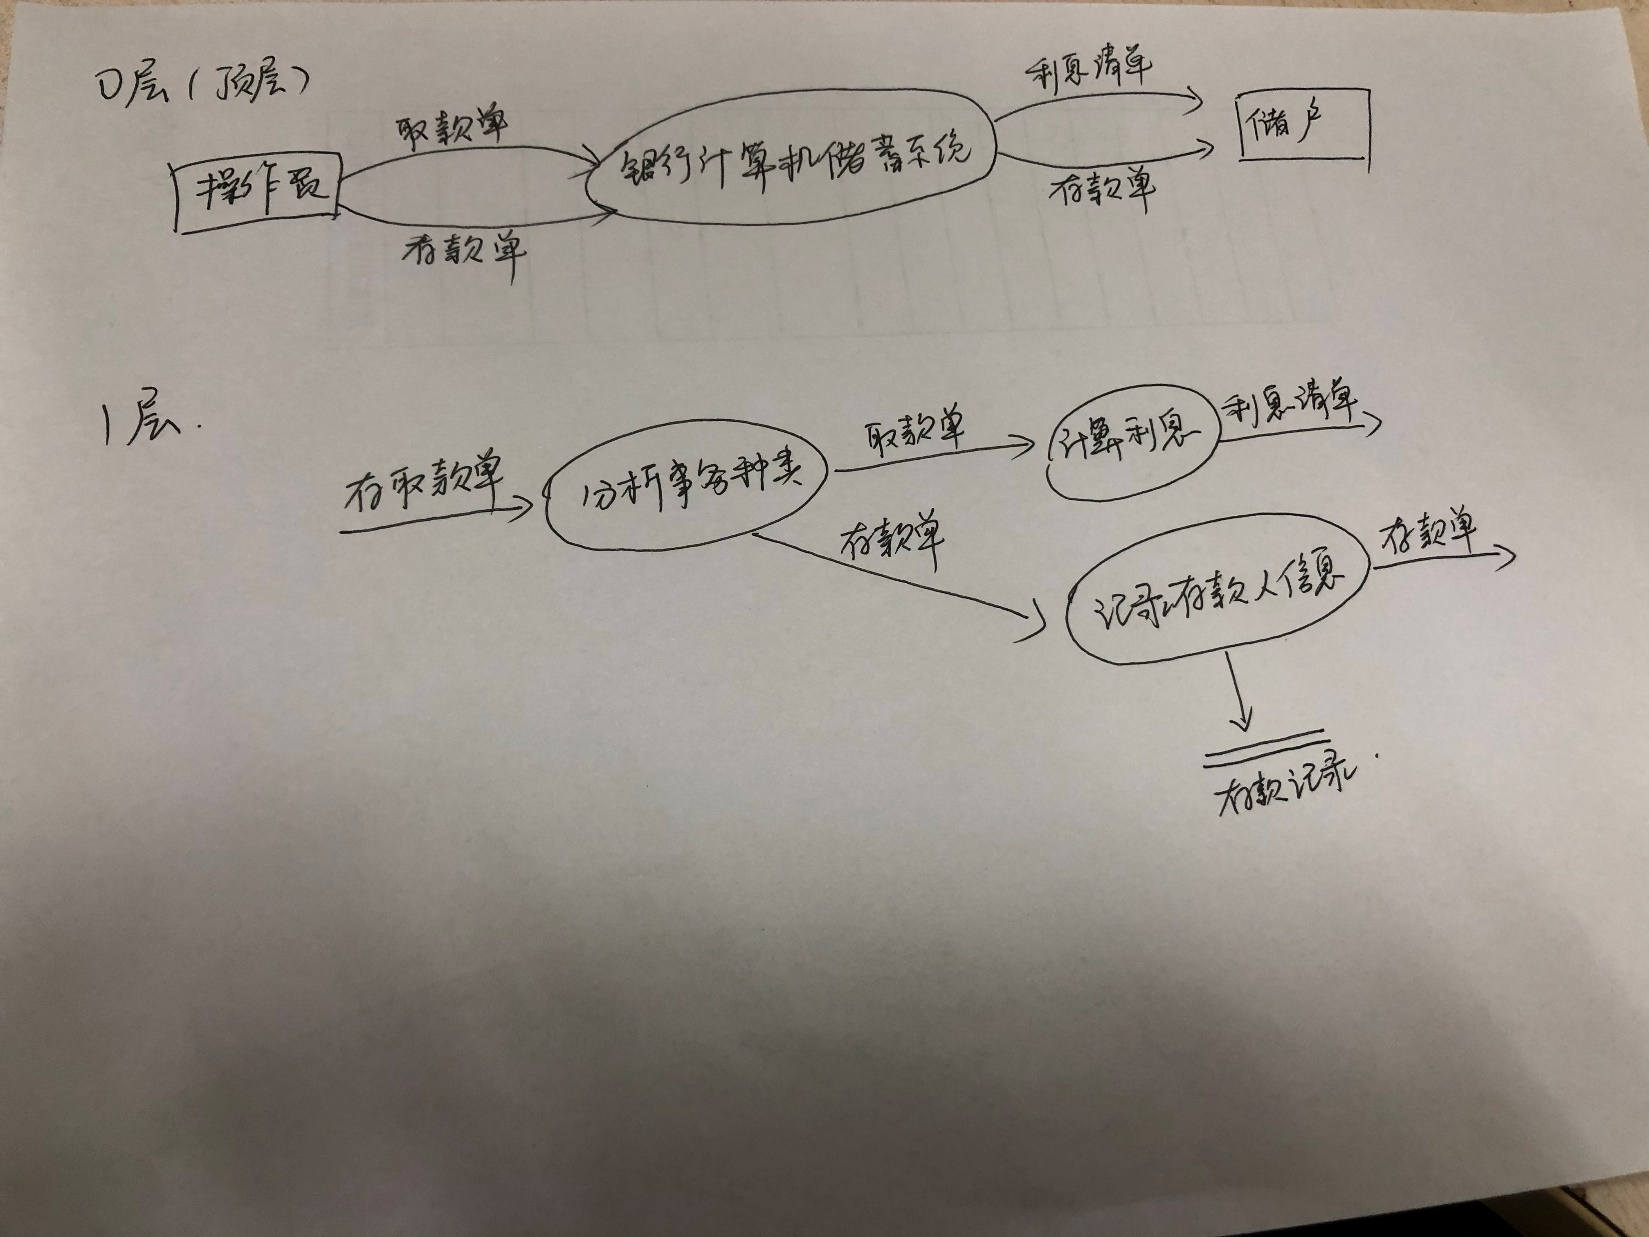 0层(顶层)
利息清单
取款单
操作员
银行计算机储蓄系统
储户
存款单
存款单
1层.
存取款单
分析事务种类
取款单
计算利息
利息清单
存款单
记录存款人信息
存款单
存款记录.